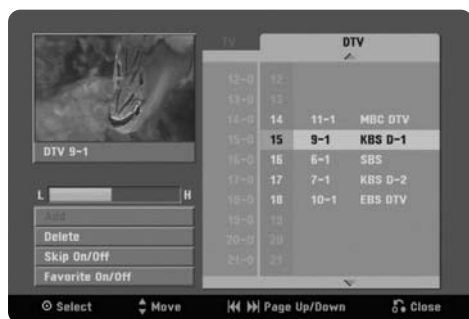 TV DTV
12-0 12
13-0 13
14-0 14 11-1 MBC DTV
15-0 15 9-1 KBS D-1
16-0 16 6-1 SBS
17-0 17 7-1 KBS D-2
18-0 18 10-1 EBS DTV
19-0 19
20-0 20
21-0 21
DTV 9-1
L H
Add
Delete
Skip On/Off
Favorite On/Off
Select Move Page Up/Down Close